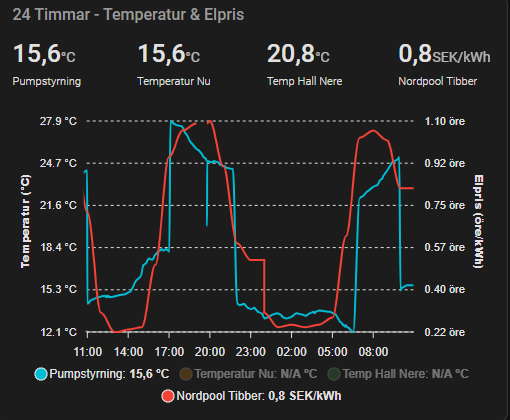 24 Timmar - Temperatur & Elpris
15,6°C 15,6°C 20,8°C 0,8SEK/kWh
Pumpstyrning Temperatur Nu Temp Hall Nere Nordpool Tibber
27.9 °C 1.10 öre
24.7 °C 0.92 öre
21.6 °C 0.75 öre
18.4 °C 0.57 öre
15.3 °C 0.40 öre
12.1 °C 0.22 öre
Temperatur (°C)
Elpris (öre/kWh)
11:00 14:00 17:00 20:00 23:00 02:00 05:00 08:00
Pumpstyrning: 15,6 °C Temperatur Nu: N/A °C Temp Hall Nere: N/A °C
Nordpool Tibber: 0,8 SEK/kWh